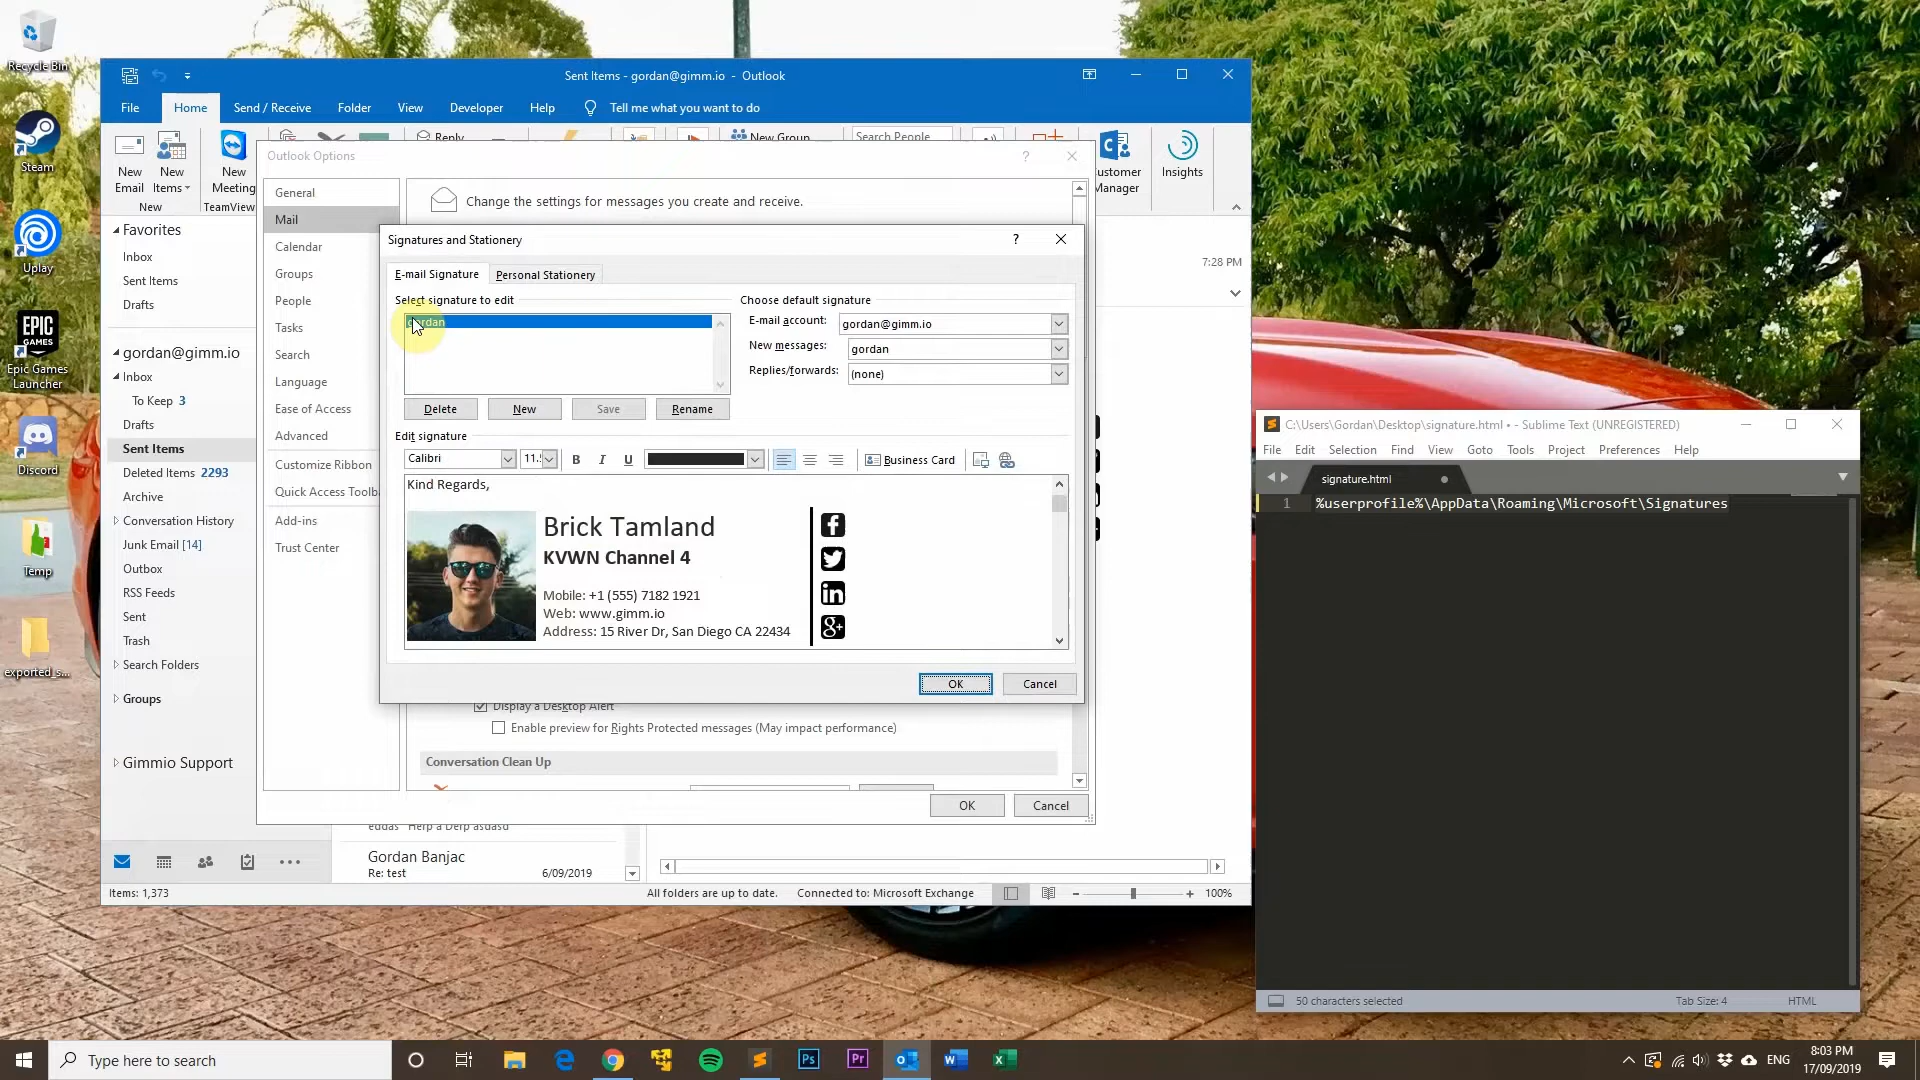 Recycle Bin
Steam
Uplay
Epic Games
Launcher
Discord
Temp
exported_s...
Sent Items - gordan@gimm.io - Outlook
File Home Send / Receive Folder View Developer Help Tell me what you want to do
New
Email
New
Items
New
Meeting
New
TeamView
Reply
New Group
Search People
ustomer
Manager
Insights
Favorites
Inbox
Sent Items
Drafts
gordan@gimm.io
Inbox
To Keep 3
Drafts
Sent Items
Deleted Items 2293
Archive
Conversation History
Junk Email [14]
Outbox
RSS Feeds
Sent
Trash
Search Folders
Groups
Gimmio Support
7:28 PM
Outlook Options
General
Mail
Calendar
Groups
People
Tasks
Search
Language
Ease of Access
Advanced
Customize Ribbon
Quick Access Toolba
Add-ins
Trust Center
Change the settings for messages you create and receive.
Signatures and Stationery
E-mail Signature Personal Stationery
Select signature to edit
gordan
Delete New Save Rename
Choose default signature
E-mail account: gordan@gimm.io
New messages: gordan
Replies/forwards: (none)
Edit signature
Calibri 11.5 B I U Business Card
Kind Regards,
Brick Tamland
KVWN Channel 4
Mobile: +1 (555) 7182 1921
Web: www.gimm.io
Address: 15 River Dr, San Diego CA 22434
OK Cancel
Display a Desktop Alert
Enable preview for Rights Protected messages (May impact performance)
Conversation Clean Up
OK Cancel
Gordan Banjac
Re: test 6/09/2019
Items: 1,373 All folders are up to date. Connected to: Microsoft Exchange 100%
C:\Users\Gordan\Desktop\signature.html • - Sublime Text (UNREGISTERED)
File Edit Selection Find View Goto Tools Project Preferences Help
signature.html
1 %userprofile%\AppData\Roaming\Microsoft\Signatures
50 characters selected Tab Size: 4 HTML
Type here to search
ENG
8:03 PM
17/09/2019